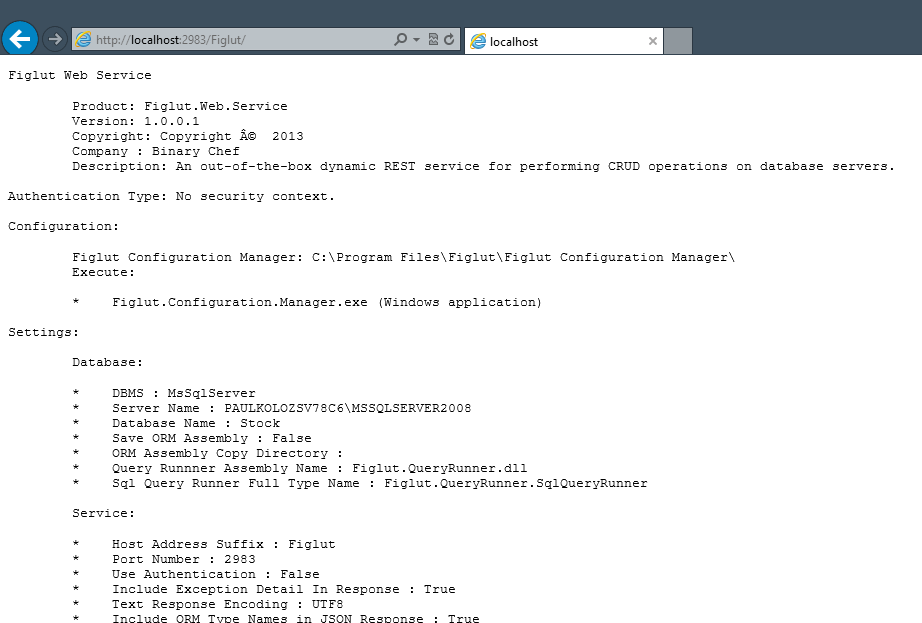 http://localhost:2983/Figlut/
localhost
Figlut Web Service
Product: Figlut.Web.Service
Version: 1.0.0.1
Copyright: Copyright Â©  2013
Company : Binary Chef
Description: An out-of-the-box dynamic REST service for performing CRUD operations on database servers.
Authentication Type: No security context.
Configuration:
Figlut Configuration Manager: C:\Program Files\Figlut\Figlut Configuration Manager\
Execute:
* Figlut.Configuration.Manager.exe (Windows application)
Settings:
Database:
* DBMS : MsSqlServer
* Server Name : PAULKOLOZSV78C6\MSSQLSERVER2008
* Database Name : Stock
* Save ORM Assembly : False
* ORM Assembly Copy Directory :
* Query Runnner Assembly Name : Figlut.QueryRunner.dll
* Sql Query Runner Full Type Name : Figlut.QueryRunner.SqlQueryRunner
Service:
* Host Address Suffix : Figlut
* Port Number : 2983
* Use Authentication : False
* Include Exception Detail In Response : True
* Text Response Encoding : UTF8
* Include ORM Type Names in JSON Response : True